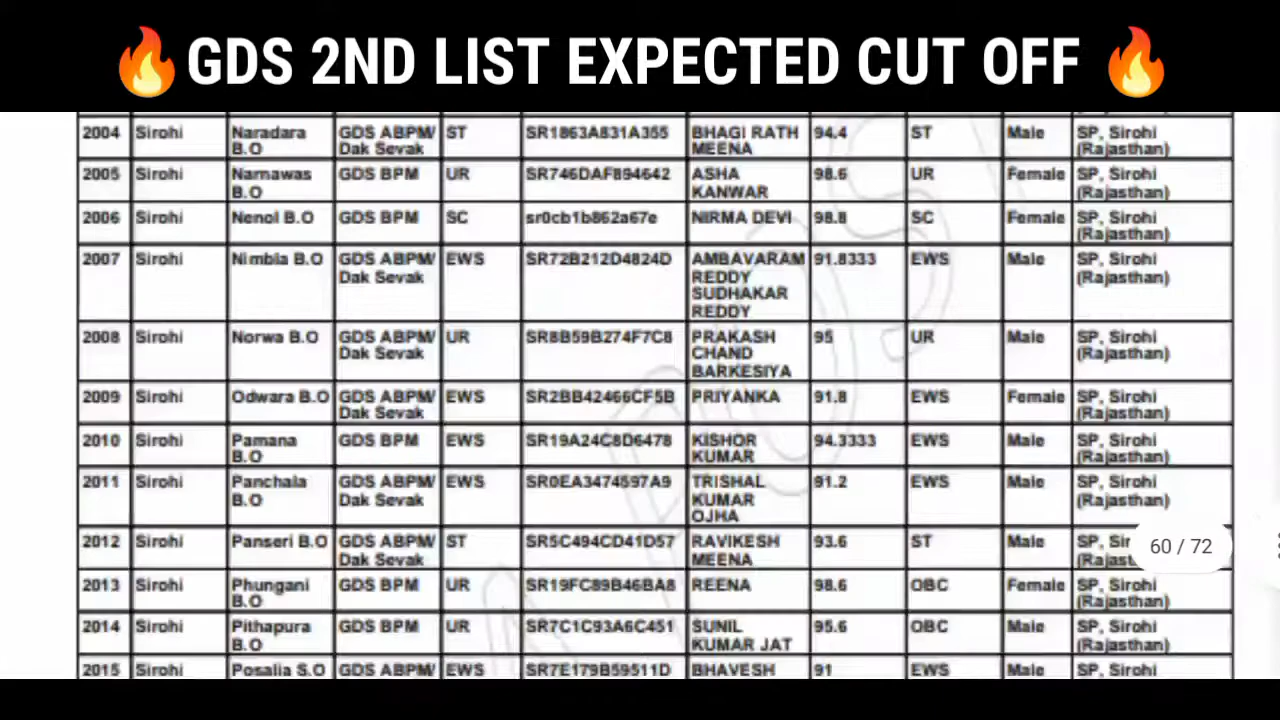 🔥GDS 2ND LIST EXPECTED CUT OFF 🔥
2004 Sirohi Naradara B.O GDS ABPM/ Dak Sevak ST SR1863A831A355 BHAGI RATH MEENA 94.4 ST Male SP, Sirohi (Rajasthan)
2005 Sirohi Narnawas B.O GDS BPM UR SR746DAF894642 ASHA KANWAR 98.6 UR Female SP, Sirohi (Rajasthan)
2006 Sirohi Nenol B.O GDS BPM SC sr0cb1b862a67e NIRMA DEVI 98.8 SC Female SP, Sirohi (Rajasthan)
2007 Sirohi Nimbla B.O GDS ABPM/ Dak Sevak EWS SR72B212D4824D AMBAVARAM REDDY SUDHAKAR REDDY 91.8333 EWS Male SP, Sirohi (Rajasthan)
2008 Sirohi Norwa B.O GDS ABPM/ Dak Sevak UR SR8B59B274F7C8 PRAKASH CHAND BARKESIYA 95 UR Male SP, Sirohi (Rajasthan)
2009 Sirohi Odwara B.O GDS ABPM/ Dak Sevak EWS SR2BB42466CF5B PRIYANKA 91.8 EWS Female SP, Sirohi (Rajasthan)
2010 Sirohi Pamana B.O GDS BPM EWS SR19A24C8D6478 KISHOR KUMAR 94.3333 EWS Male SP, Sirohi (Rajasthan)
2011 Sirohi Panchala B.O GDS ABPM/ Dak Sevak EWS SR0EA3474597A9 TRISHAL KUMAR OJHA 91.2 EWS Male SP, Sirohi (Rajasthan)
2012 Sirohi Panseri B.O GDS ABPM/ Dak Sevak ST SR5C494CD41D57 RAVIKESH MEENA 93.6 ST Male SP, Sir (Rajast
60 / 72
2013 Sirohi Phungani B.O GDS BPM UR SR19FC89B46BA8 REENA 98.6 OBC Female SP, Sirohi (Rajasthan)
2014 Sirohi Pithapura B.O GDS BPM UR SR7C1C93A6C451 SUNIL KUMAR JAT 95.6 OBC Male SP, Sirohi (Rajasthan)
2015 Sirohi Posalia S.O GDS ABPM/ EWS SR7E179B59511D BHAVESH 91 EWS Male SP, Sirohi